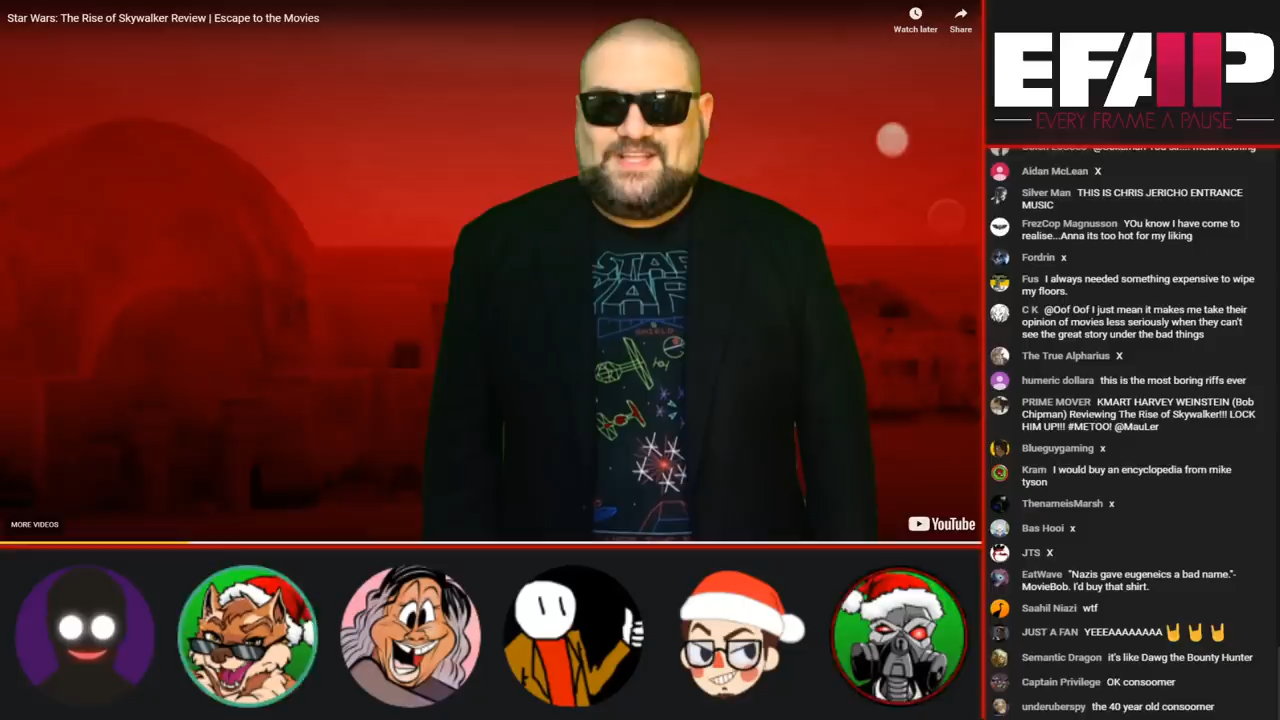 Star Wars: The Rise of Skywalker Review | Escape to the Movies
Watch later
Share
STAR
WAR
SHIELD
MORE VIDEOS
YouTube
EFAP
EVERY FRAME A PAUSE
mean nothing
Aidan McLean X
Silver Man THIS IS CHRIS JERICHO ENTRANCE
MUSIC
FrezCop Magnusson YOu know I have come to
realise...Anna its too hot for my liking
Fordrin x
Fus I always needed something expensive to wipe
my floors.
C K @Oof Oof I just mean it makes me take their
opinion of movies less seriously when they can't
see the great story under the bad things
The True Alpharius X
humeric dollara this is the most boring riffs ever
PRIME MOVER KMART HARVEY WEINSTEIN (Bob
Chipman) Reviewing The Rise of Skywalker!!! LOCK
HIM UP!!! #METOO! @MauLer
Blueguygaming x
Kram I would buy an encyclopedia from mike
tyson
ThenameisMarsh x
Bas Hooi x
JTS X
EatWave "Nazis gave eugeneics a bad name."-
MovieBob. I'd buy that shirt.
Saahil Niazi wtf
JUST A FAN YEEEAAAAAAA 🤘 🤘 🤘
Semantic Dragon it's like Dawg the Bounty Hunter
Captain Privilege OK consoomer
underuberspy the 40 year old consoomer